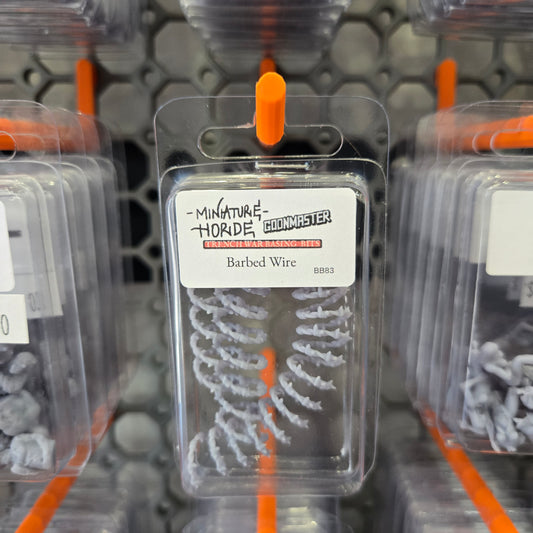 -MINIATURE-
HORDE GOONMASTER
TRENCH WAR BASING BITS
Barbed Wire
BB83